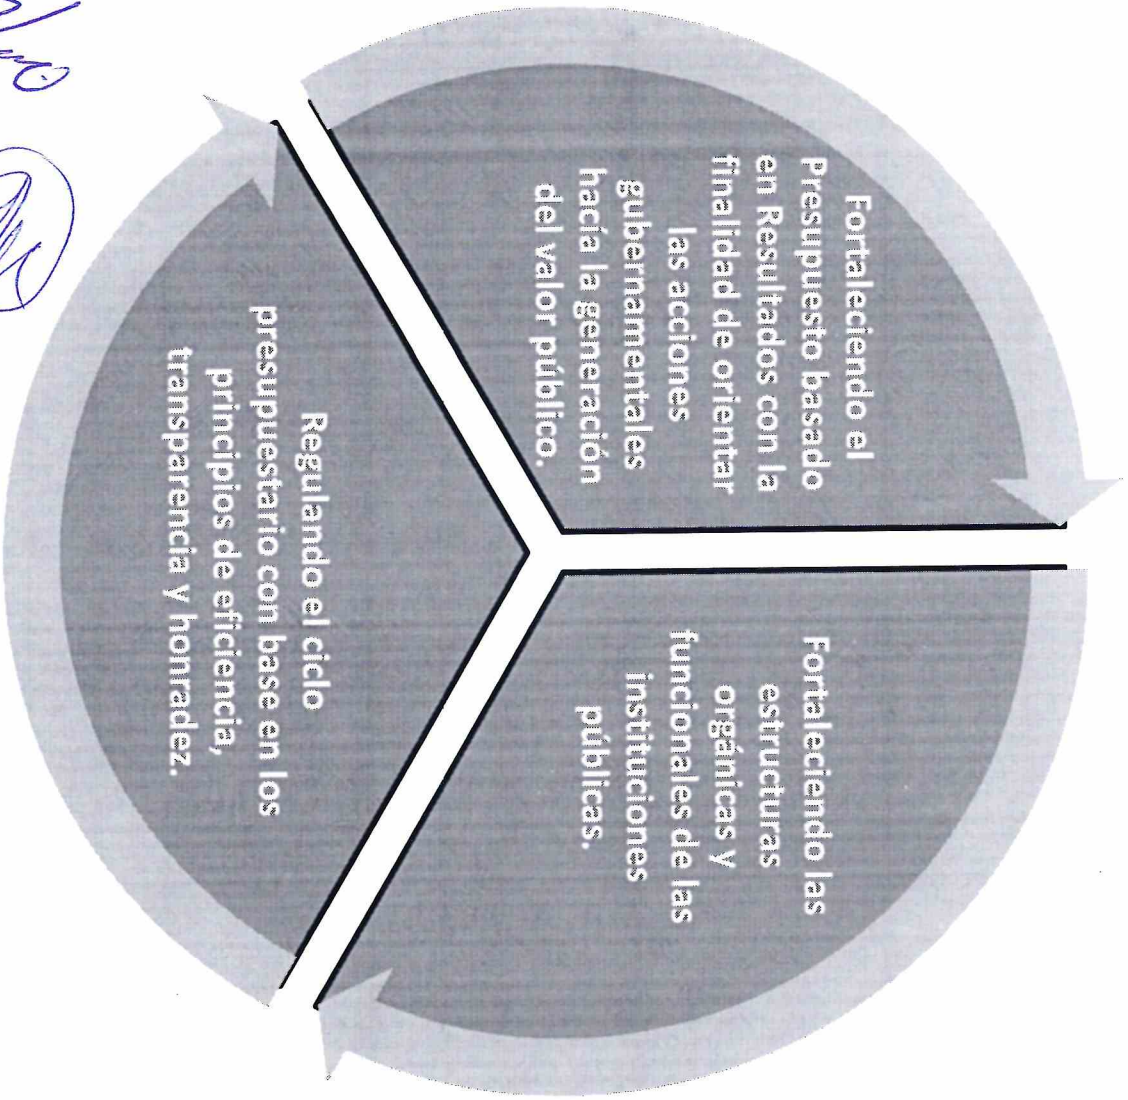 Fortaleciendo el
Presupuesto basado
en Resultados con la
finalidad de orientar
las acciones
gubernamentales
hacía la generación
del valor público.
Fortaleciendo las
estructuras
orgánicas y
funcionales de las
instituciones
públicas.
Regulando el ciclo
presupuestario con base en los
principios de eficiencia,
transparencia y honradez.